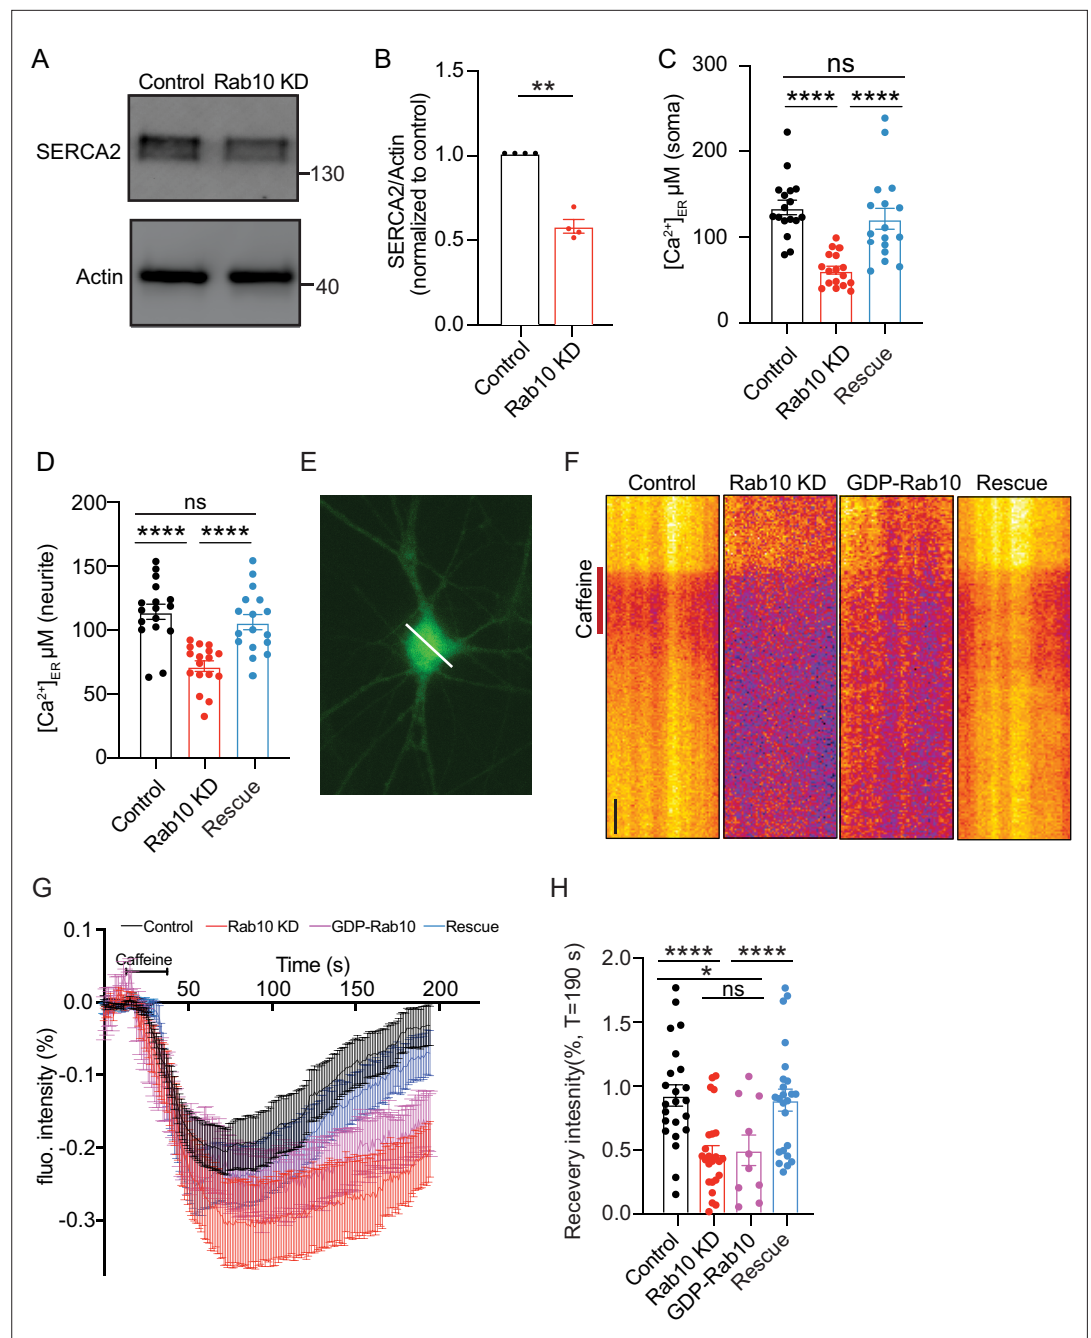 A
Control Rab10 KD
SERCA2
130
Actin
40
B
SERCA2/Actin
(normalized to control)
1.5
1.0
0.5
0.0
**
Control
Rab10 KD
C
[Ca²⁺]ER µM (soma)
300
200
100
0
ns
**** ****
Control
Rab10 KD
Rescue
D
[Ca²⁺]ER µM (neurite)
200
150
100
50
0
ns
**** ****
Control
Rab10 KD
Rescue
E
F
Control Rab10 KD GDP-Rab10 Rescue
Caffeine
G
Control Rab10 KD GDP-Rab10 Rescue
Caffeine
Time (s)
50 100 150 200
fluo. intensity (%)
0.1
0.0
-0.1
-0.2
-0.3
H
Recevery intesnity(%, T=190 s)
2.0
1.5
1.0
0.5
0.0
**** ****
*
ns
Control
Rab10 KD
GDP-Rab10
Rescue